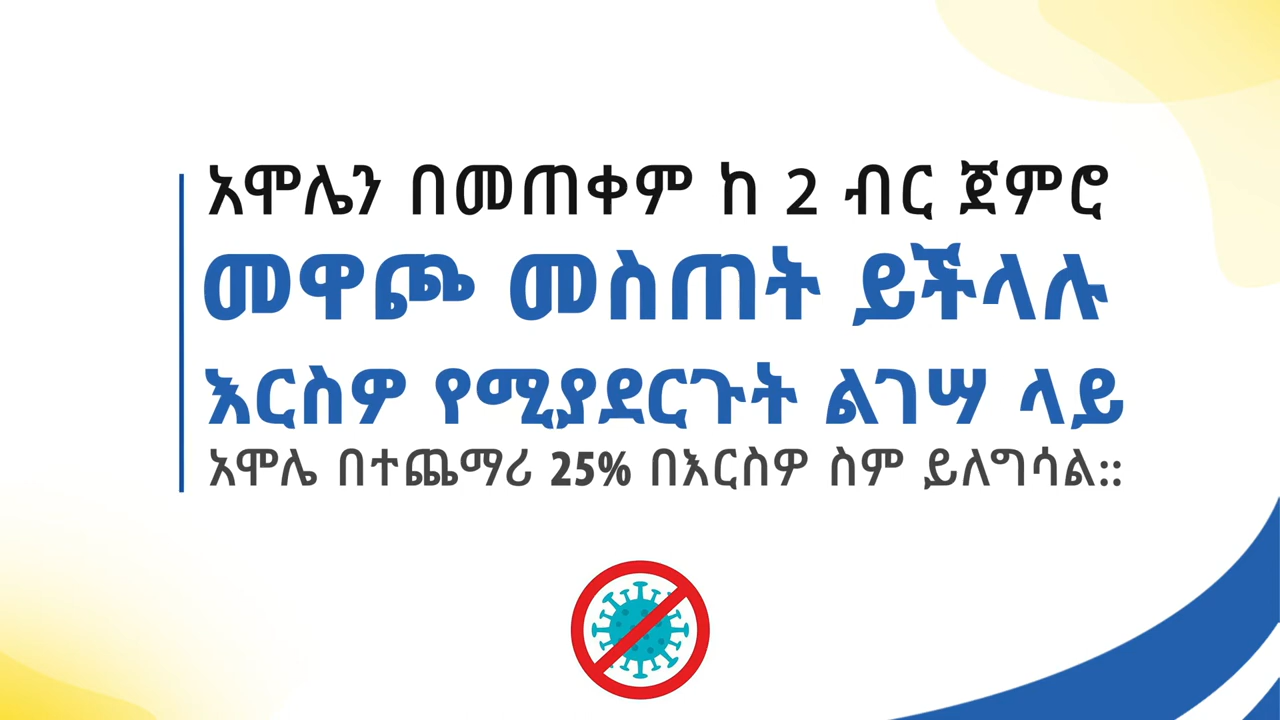 አሞሌን በመጠቀም ከ 2 ብር ጀምሮ
መዋጮ መስጠት ይችላሉ
እርስዎ የሚያደርጉት ልገሣ ላይ
አሞሌ በተጨማሪ 25% በእርስዎ ስም ይለግሳል::